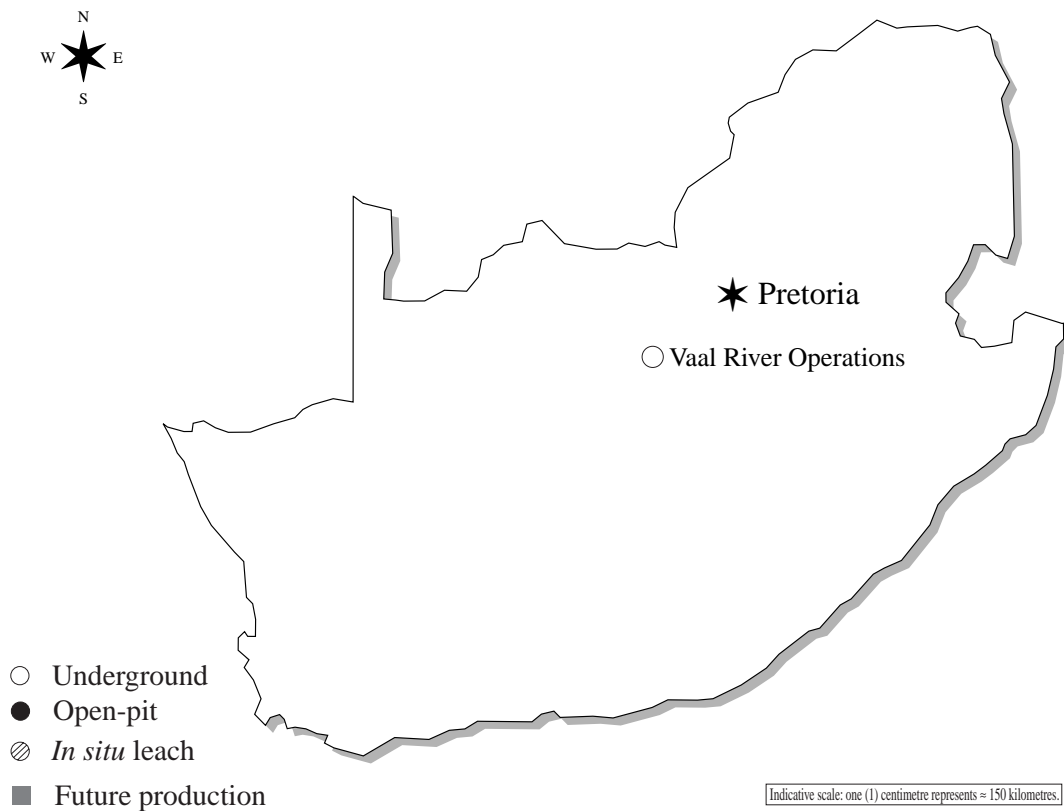 N
W E
S
Pretoria
Vaal River Operations
Underground
Open-pit
In situ leach
Future production
Indicative scale: one (1) centimetre represents ≈ 150 kilometres.